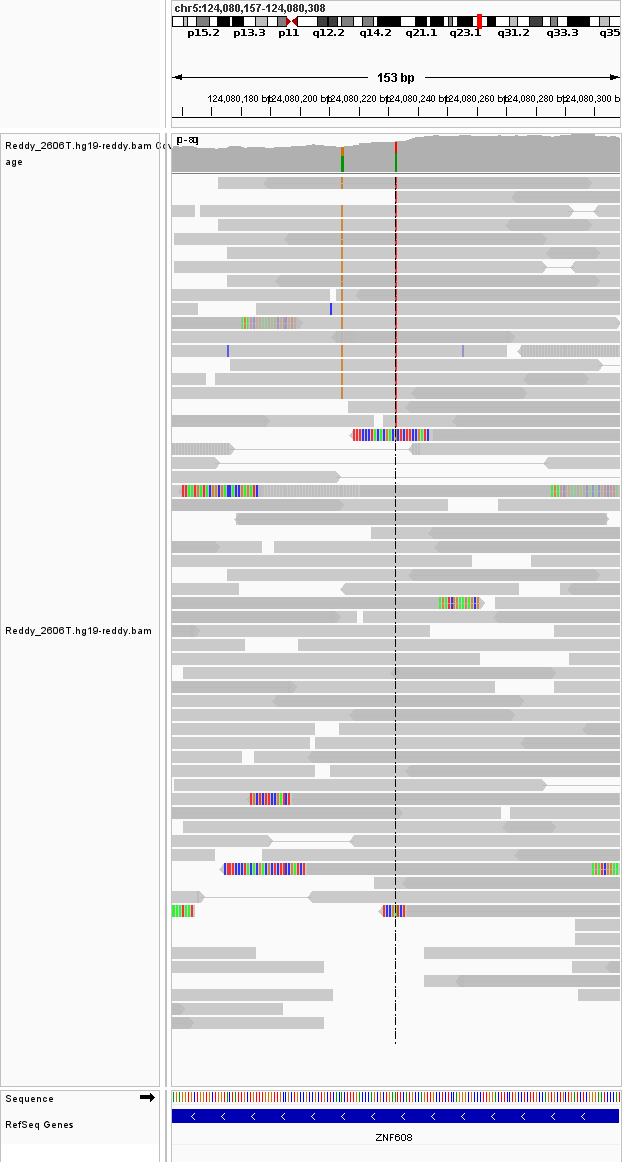 chr5:124,080,157-124,080,308
p15.2 p13.3 p11 q12.2 q14.2 q21.1 q23.1 q31.2 q33.3 q35
153 bp
124,080,180 bp 124,080,200 bp 124,080,220 bp 124,080,240 bp 124,080,260 bp 124,080,280 bp 124,080,300 bp
Reddy_2606T.hg19-reddy.bam Cov
age
Reddy_2606T.hg19-reddy.bam
Sequence
RefSeq Genes
ZNF608